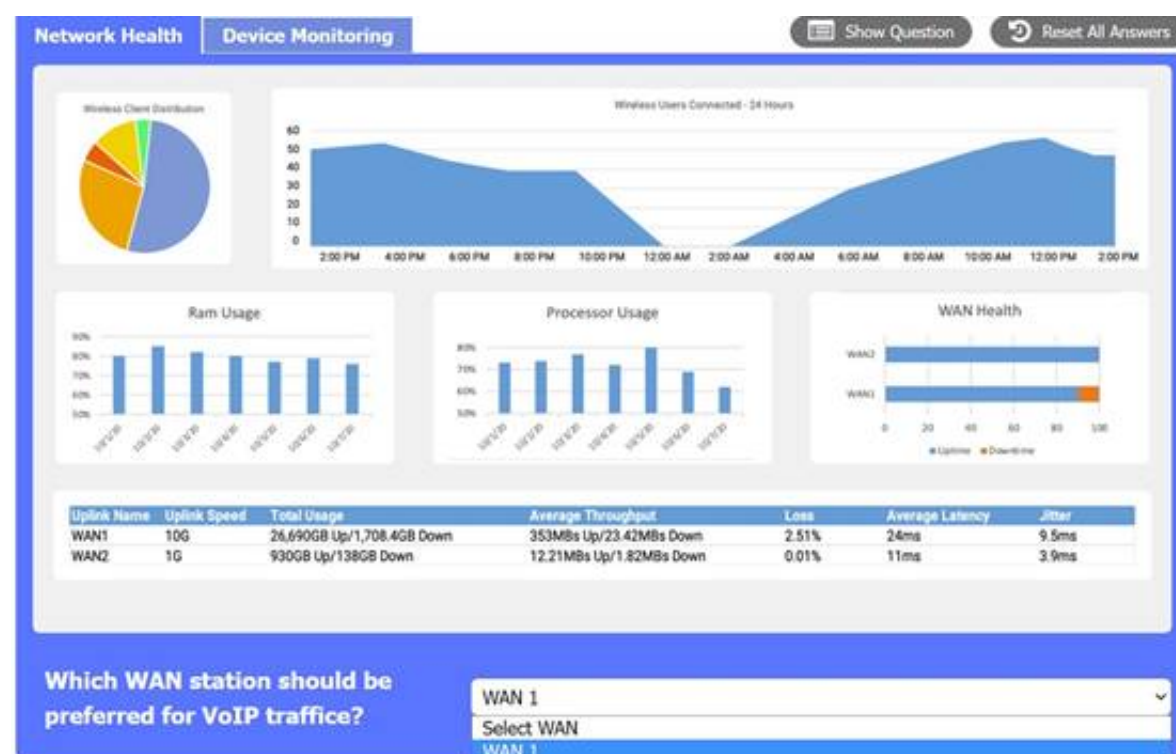 Network Health
Device Monitoring
Show Question
Reset All Answers
Wireless Client Distribution
Wireless Users Connected - 24 Hours
60
50
40
30
20
10
0
2:00 PM 4:00 PM 6:00 PM 8:00 PM 10:00 PM 12:00 AM 2:00 AM 4:00 AM 6:00 AM 8:00 AM 10:00 AM 12:00 PM 2:00 PM
Ram Usage
90%
80%
70%
60%
50%
Processor Usage
80%
70%
60%
50%
WAN Health
WAN2
WAN1
0 20 40 60 80 100
Uptime Downtime
Uplink Name Uplink Speed Total Usage Average Throughput Loss Average Latency Jitter
WAN1 10G 26,690GB Up/1,708.4GB Down 353MBs Up/23.42MBs Down 2.51% 24ms 9.5ms
WAN2 1G 930GB Up/138GB Down 12.21MBs Up/1.82MBs Down 0.01% 11ms 3.9ms
Which WAN station should be
preferred for VoIP traffice?
WAN 1
Select WAN
WAN 1